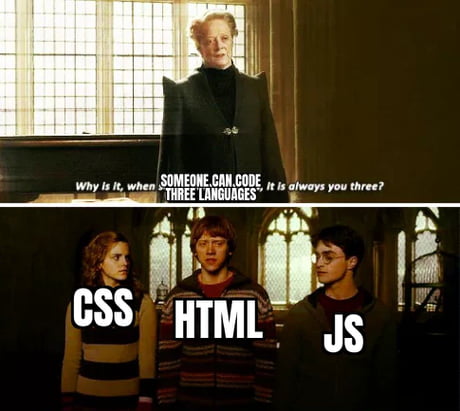 Why is it, when SOMEONE CAN CODE, it is always you three?
THREE LANGUAGES
CSS
HTML
JS